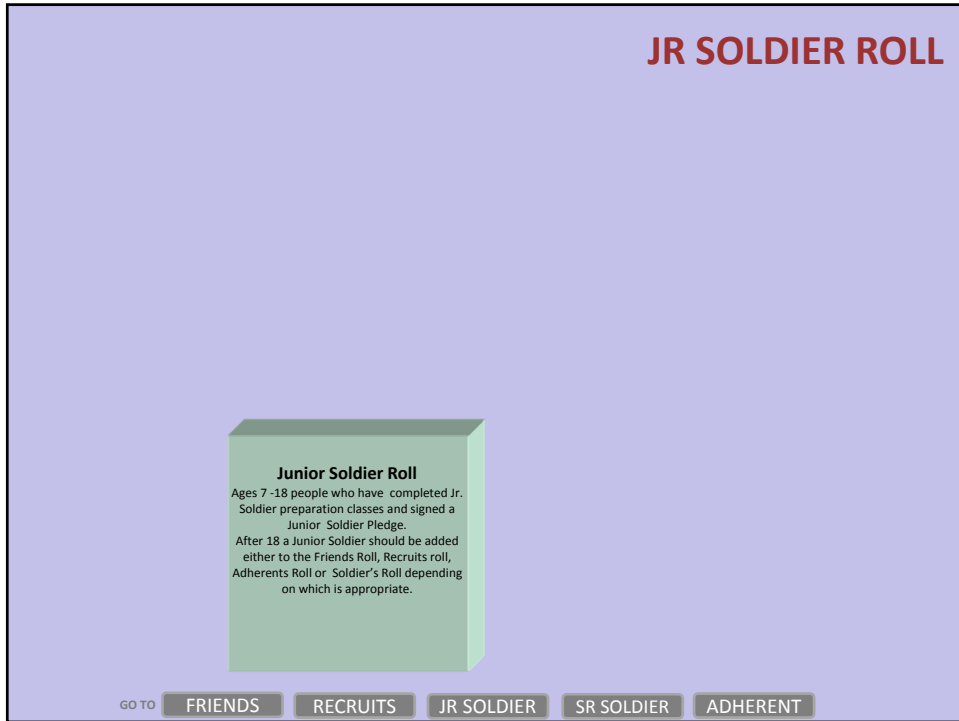 JR SOLDIER ROLL
Junior Soldier Roll
Ages 7 -18 people who have completed Jr.
Soldier preparation classes and signed a
Junior Soldier Pledge.
After 18 a Junior Soldier should be added
either to the Friends Roll, Recruits roll,
Adherents Roll or Soldier’s Roll depending
on which is appropriate.
GO TO FRIENDS RECRUITS JR SOLDIER SR SOLDIER ADHERENT